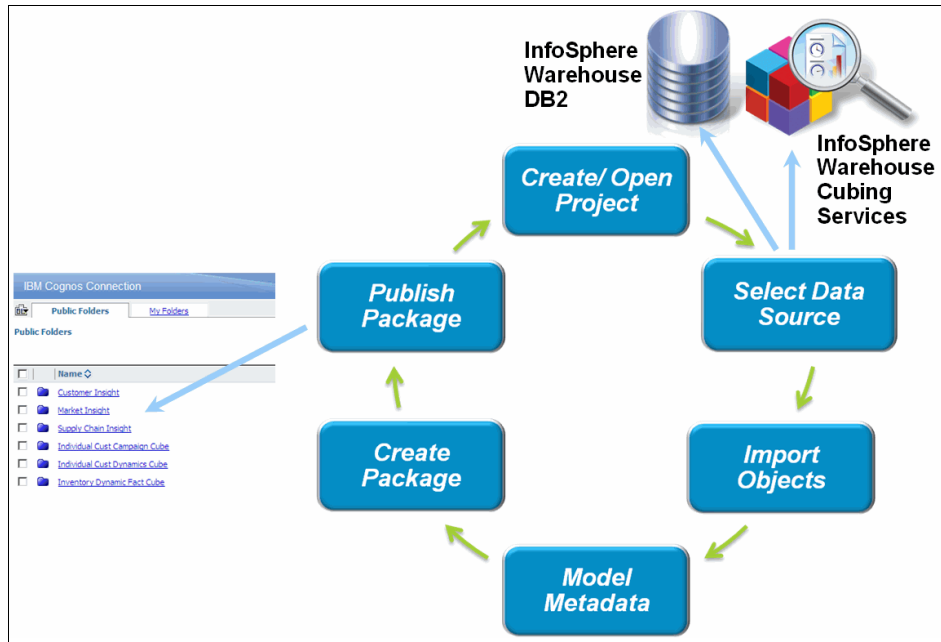 InfoSphere
Warehouse
DB2
InfoSphere
Warehouse
Cubing
Services
Create/ Open
Project
Select Data
Source
Import
Objects
Model
Metadata
Create
Package
Publish
Package
IBM Cognos Connection
Public Folders
My Folders
Public Folders
Name
Customer Insight
Market Insight
Supply Chain Insight
Individual Cust Campaign Cube
Individual Cust Dynamics Cube
Inventory Dynamic Fact Cube